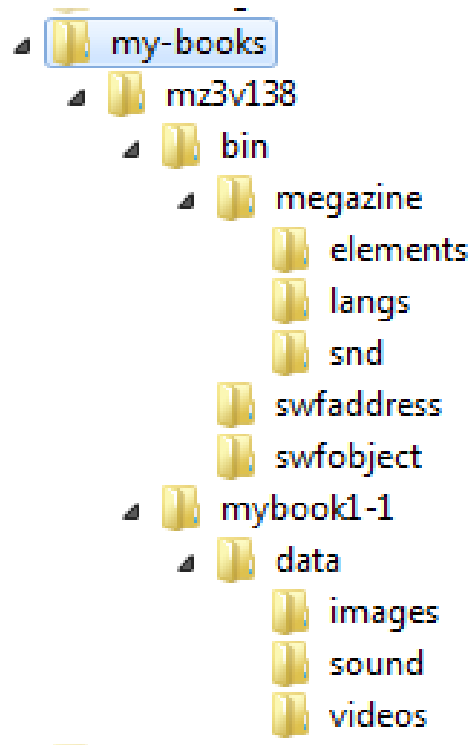 my-books
mz3v138
bin
megazine
elements
langs
snd
swfaddress
swfobject
mybook1-1
data
images
sound
videos